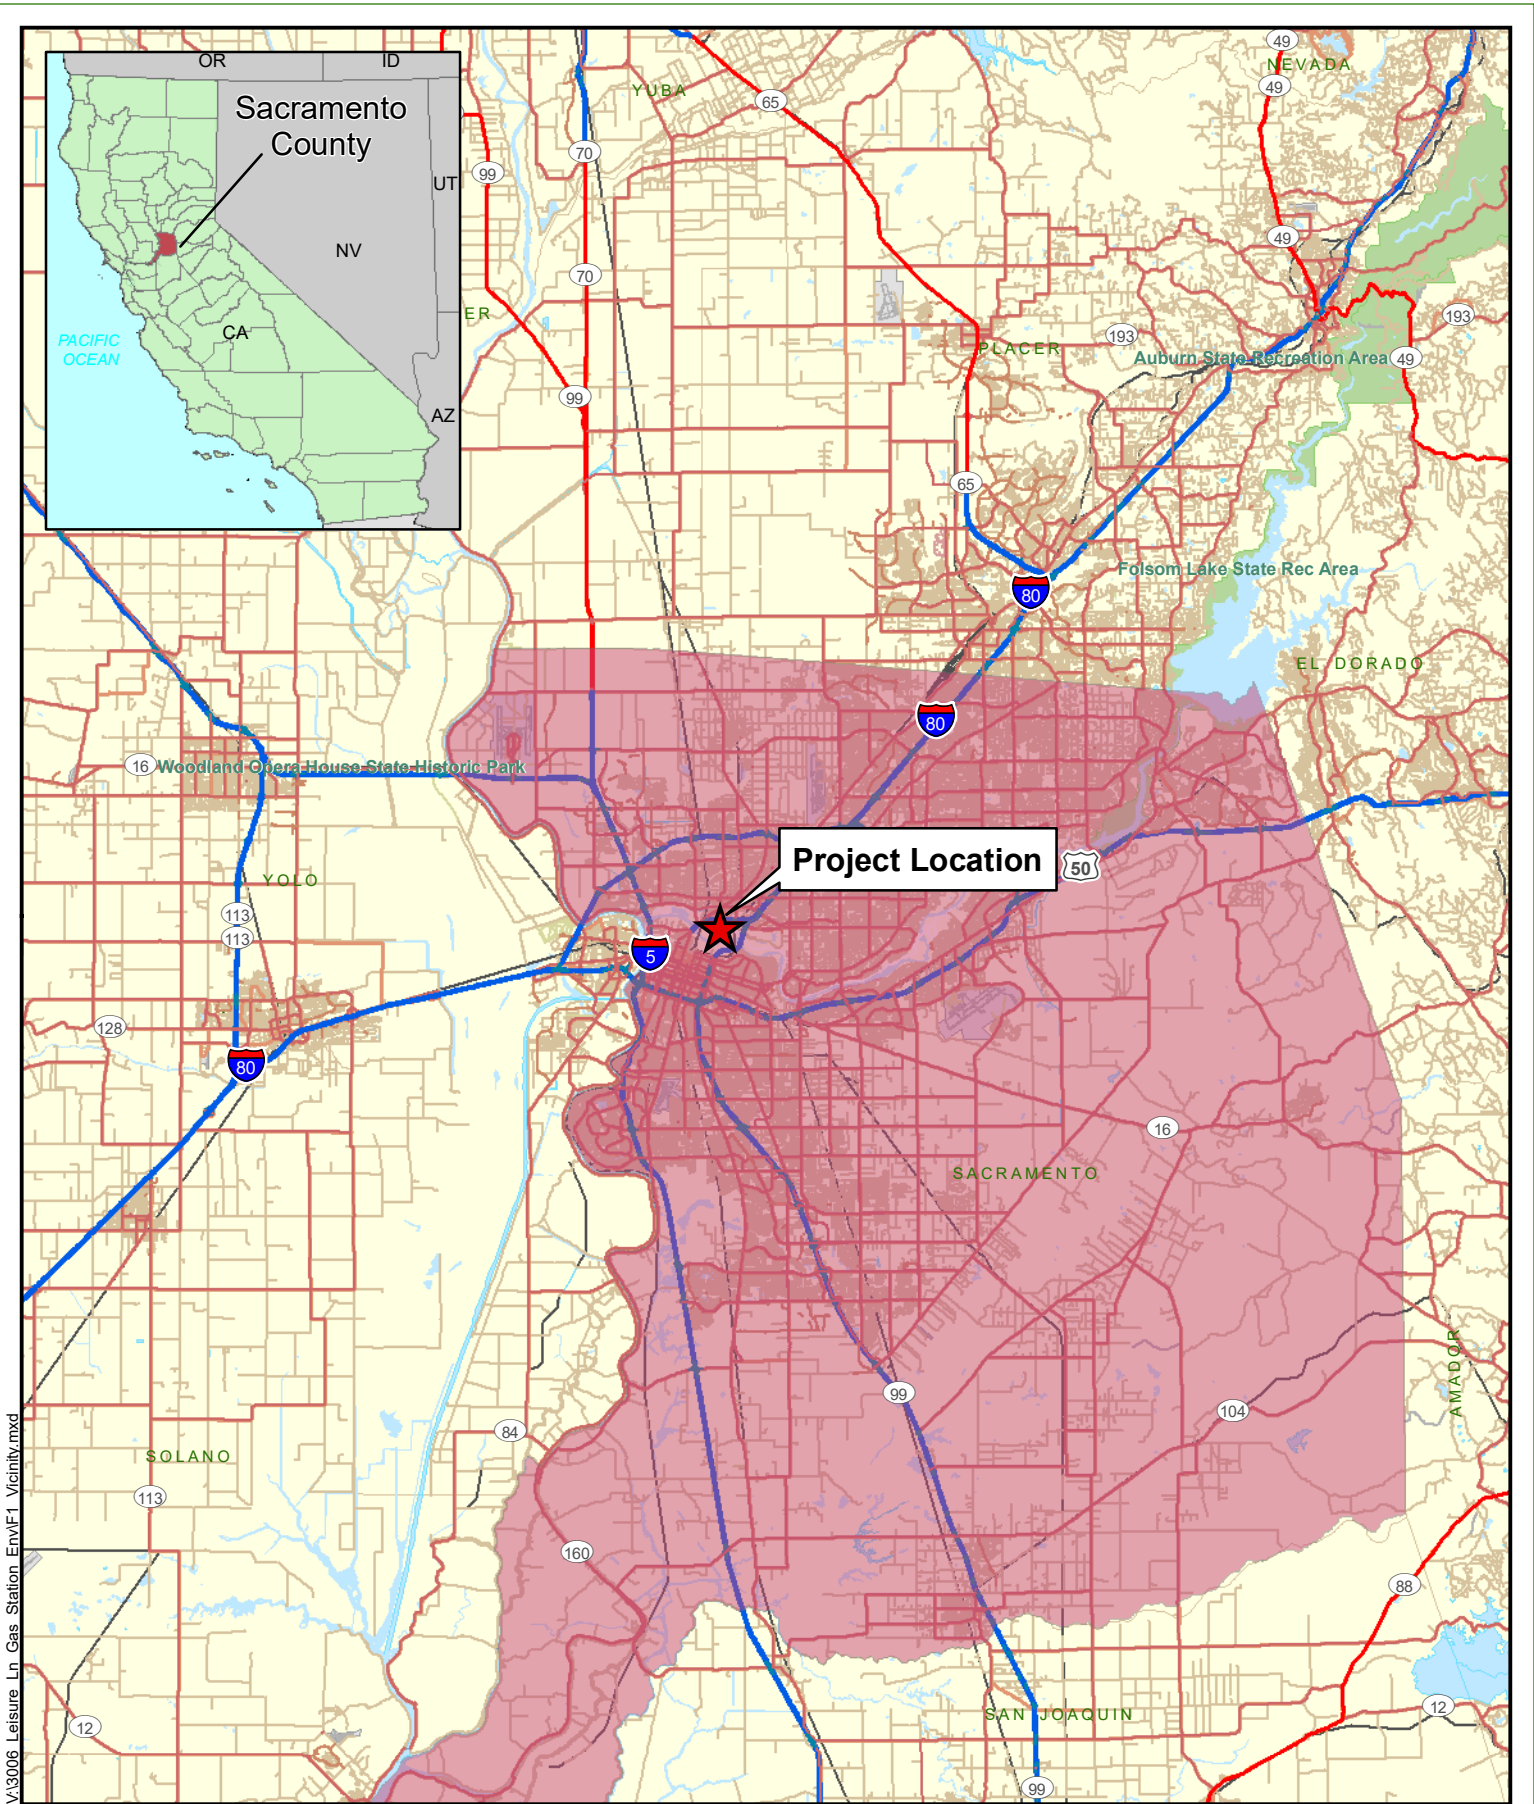 OR
ID
Sacramento
County
UT
NV
CA
PACIFIC
OCEAN
AZ
49
NEVADA
49
YUBA
65
70
99
49
70
ER
193
193
PLACER
Auburn State Recreation Area
49
99
65
Folsom Lake State Rec Area
80
EL DORADO
80
16
Woodland Opera House State Historic Park
Project Location
50
YOLO
113
113
5
128
80
16
SACRAMENTO
AMADOR
99
104
84
SOLANO
113
160
88
12
SAN JOAQUIN
12
99
V:\3006 Leisure Ln Gas Station Env\F1 Vicinity.mxd